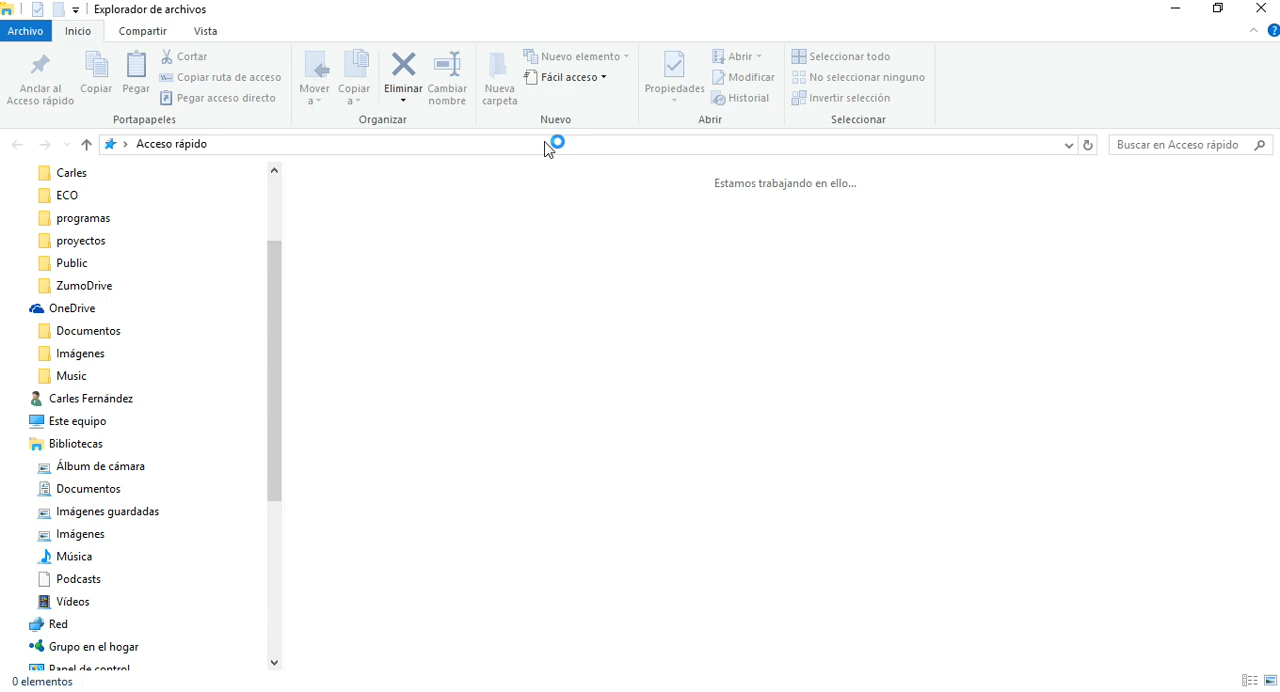 Explorador de archivos
Archivo Inicio Compartir Vista
Anclar al Acceso rápido
Copiar
Pegar
Cortar
Copiar ruta de acceso
Pegar acceso directo
Portapapeles
Mover a
Copiar a
Eliminar
Cambiar nombre
Organizar
Nueva carpeta
Nuevo elemento
Fácil acceso
Nuevo
Propiedades
Abrir
Modificar
Historial
Abrir
Seleccionar todo
No seleccionar ninguno
Invertir selección
Seleccionar
Acceso rápido
Buscar en Acceso rápido
Carles
ECO
programas
proyectos
Public
ZumoDrive
OneDrive
Documentos
Imágenes
Music
Carles Fernández
Este equipo
Bibliotecas
Álbum de cámara
Documentos
Imágenes guardadas
Imágenes
Música
Podcasts
Vídeos
Red
Grupo en el hogar
Panel de control
Estamos trabajando en ello...
0 elementos